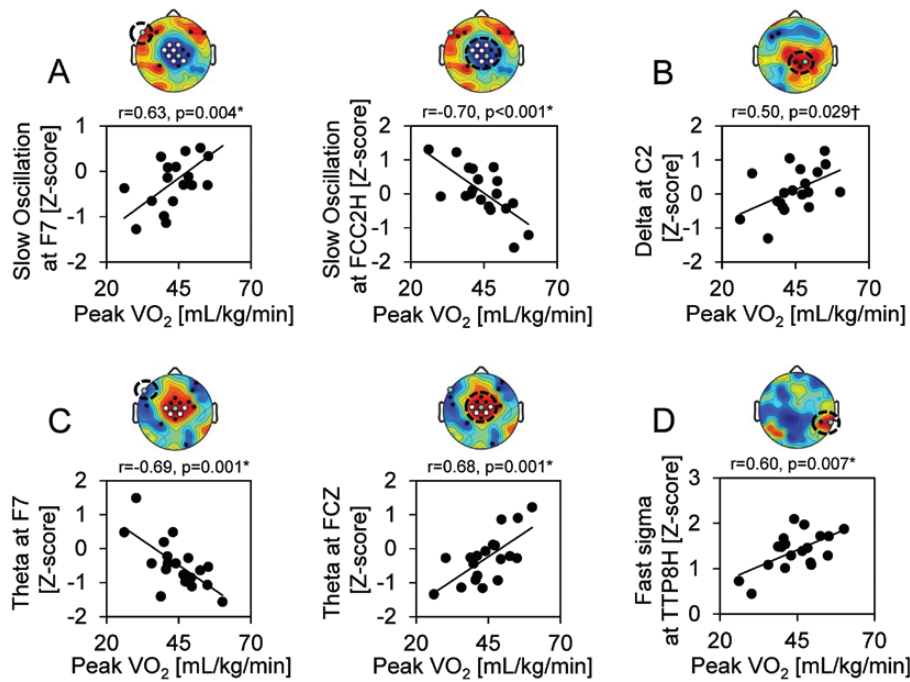 A
r=0.63, p=0.004*
Slow Oscillation
at F7 [Z-score]
1
0
-1
-2
20 45 70
Peak VO2 [mL/kg/min]
r=-0.70, p<0.001*
Slow Oscillation
at FCC2H [Z-score]
2
1
0
-1
-2
20 45 70
Peak VO2 [mL/kg/min]
B
r=0.50, p=0.029†
Delta at C2
[Z-score]
2
1
0
-1
-2
20 45 70
Peak VO2 [mL/kg/min]
C
r=-0.69, p=0.001*
Theta at F7
[Z-score]
2
1
0
-1
-2
20 45 70
Peak VO2 [mL/kg/min]
r=0.68, p=0.001*
Theta at FCZ
[Z-score]
2
1
0
-1
-2
20 45 70
Peak VO2 [mL/kg/min]
D
r=0.60, p=0.007*
Fast sigma
at TTP8H [Z-score]
3
2
1
0
20 45 70
Peak VO2 [mL/kg/min]